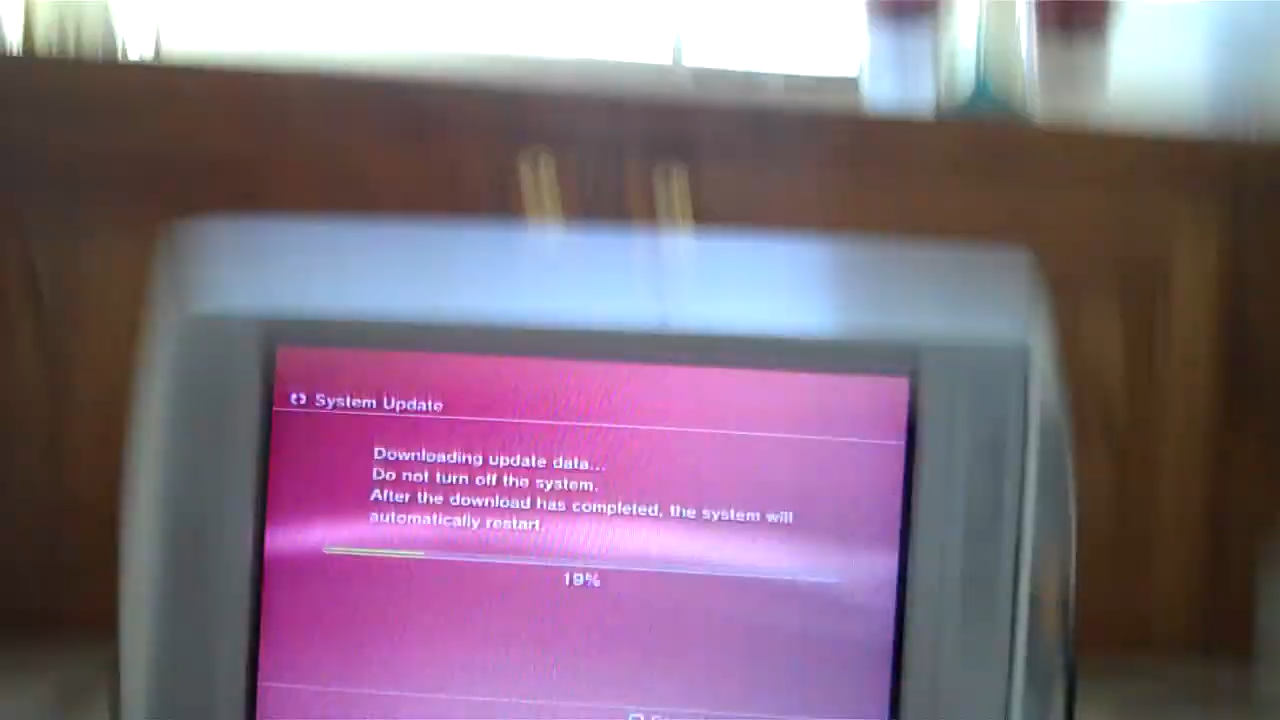 System Update
Downloading update data...
Do not turn off the system.
After the download has completed, the system will
automatically restart.
19%